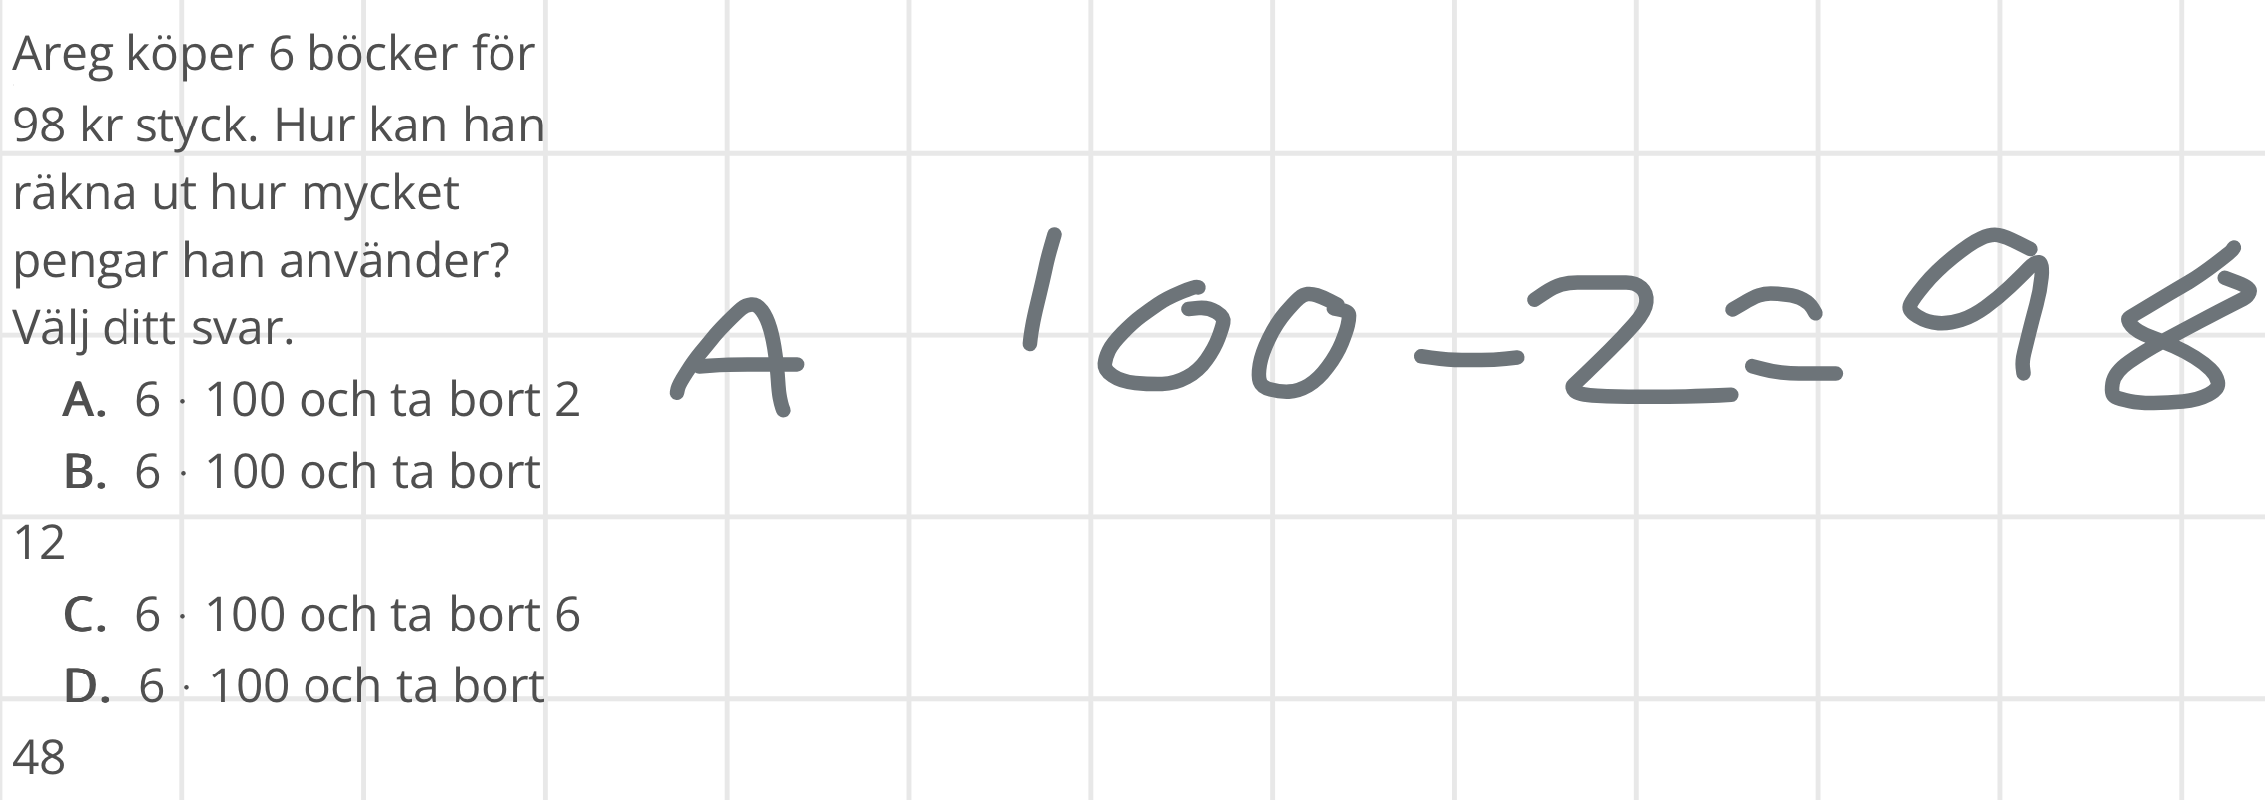 Areg köper 6 böcker för
98 kr styck. Hur kan han
räkna ut hur mycket
pengar han använder?
Välj ditt svar.
A. 6 · 100 och ta bort 2
B. 6 · 100 och ta bort
12
C. 6 · 100 och ta bort 6
D. 6 · 100 och ta bort
48
A 100-2=98